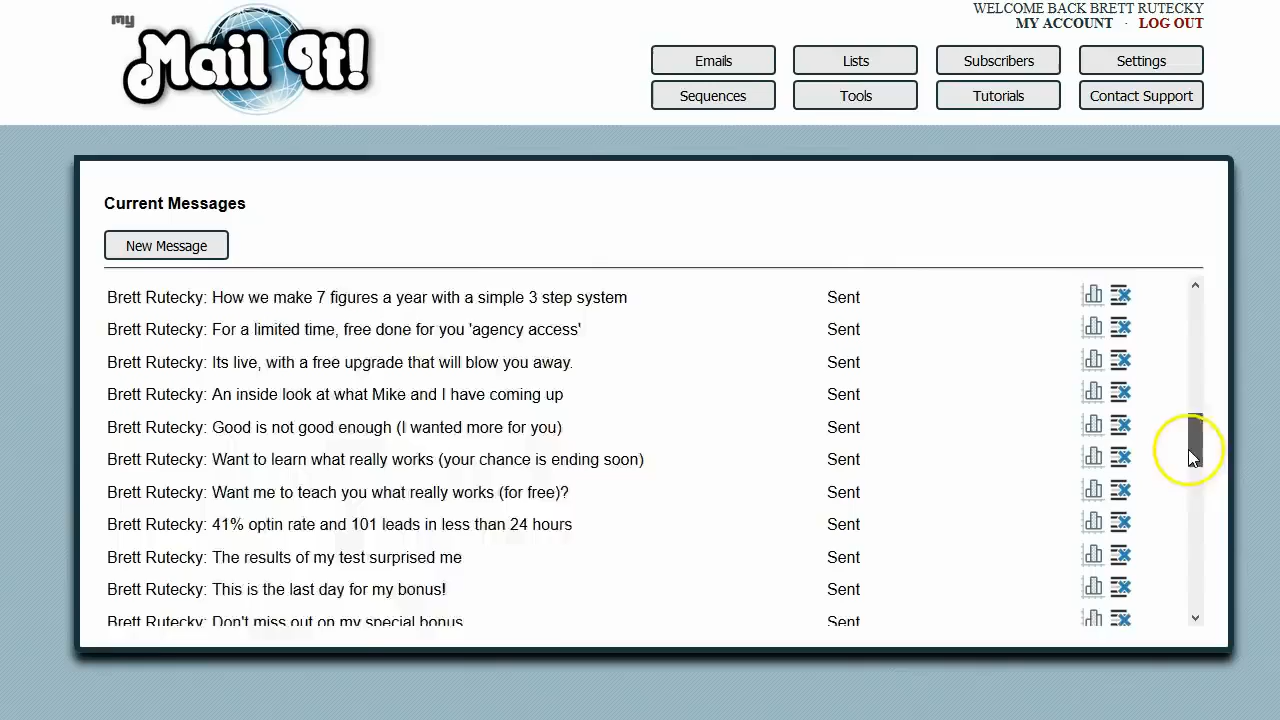 my
Mail It!
WELCOME BACK BRETT RUTECKY
MY ACCOUNT · LOG OUT
Emails Lists Subscribers Settings
Sequences Tools Tutorials Contact Support
Current Messages
New Message
Brett Rutecky: How we make 7 figures a year with a simple 3 step system Sent
Brett Rutecky: For a limited time, free done for you 'agency access' Sent
Brett Rutecky: Its live, with a free upgrade that will blow you away. Sent
Brett Rutecky: An inside look at what Mike and I have coming up Sent
Brett Rutecky: Good is not good enough (I wanted more for you) Sent
Brett Rutecky: Want to learn what really works (your chance is ending soon) Sent
Brett Rutecky: Want me to teach you what really works (for free)? Sent
Brett Rutecky: 41% optin rate and 101 leads in less than 24 hours Sent
Brett Rutecky: The results of my test surprised me Sent
Brett Rutecky: This is the last day for my bonus! Sent
Brett Rutecky: Don't miss out on my special bonus Sent